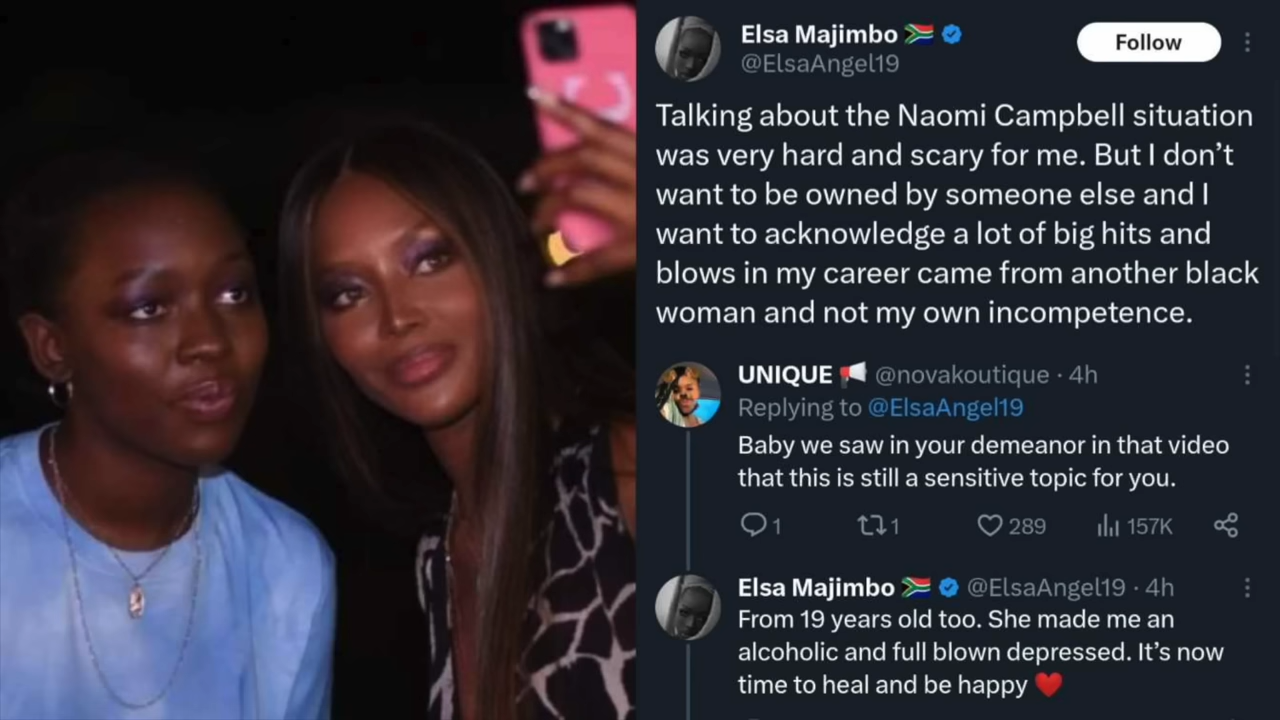 Elsa Majimbo 🇿🇦
@ElsaAngel19
Follow
Talking about the Naomi Campbell situation
was very hard and scary for me. But I don’t
want to be owned by someone else and I
want to acknowledge a lot of big hits and
blows in my career came from another black
woman and not my own incompetence.
UNIQUE 📢 @novakoutique · 4h
Replying to @ElsaAngel19
Baby we saw in your demeanor in that video
that this is still a sensitive topic for you.
1 1 289 157K
Elsa Majimbo 🇿🇦 @ElsaAngel19 · 4h
From 19 years old too. She made me an
alcoholic and full blown depressed. It’s now
time to heal and be happy ❤️